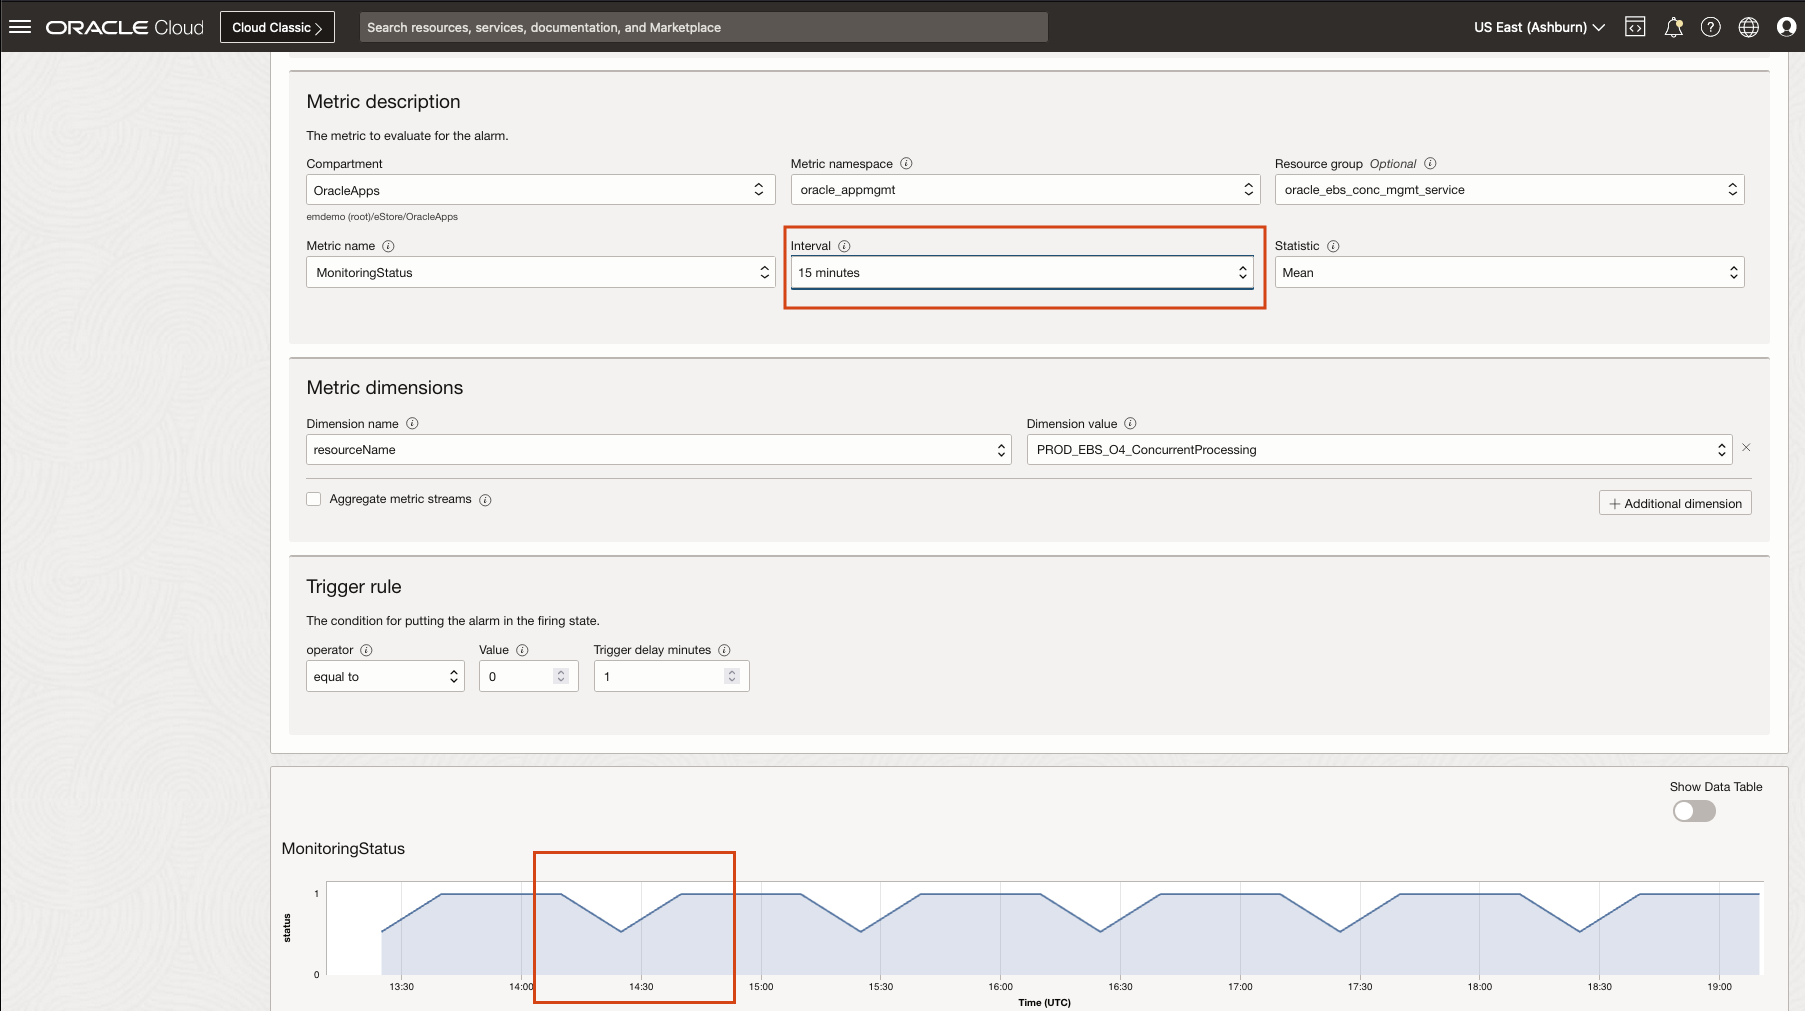 ORACLE Cloud
Cloud Classic >
Search resources, services, documentation, and Marketplace
US East (Ashburn)
Metric description
The metric to evaluate for the alarm.
Compartment
Metric namespace
Resource group Optional
OracleApps
oracle_appmgmt
oracle_ebs_conc_mgmt_service
emdemo (root)/eStore/OracleApps
Metric name
Interval
Statistic
MonitoringStatus
15 minutes
Mean
Metric dimensions
Dimension name
Dimension value
resourceName
PROD_EBS_O4_ConcurrentProcessing
Aggregate metric streams
+ Additional dimension
Trigger rule
The condition for putting the alarm in the firing state.
operator
Value
Trigger delay minutes
equal to
0
1
Show Data Table
MonitoringStatus
1
status
0
13:30 14:00 14:30 15:00 15:30 16:00 16:30 17:00 17:30 18:00 18:30 19:00
Time (UTC)